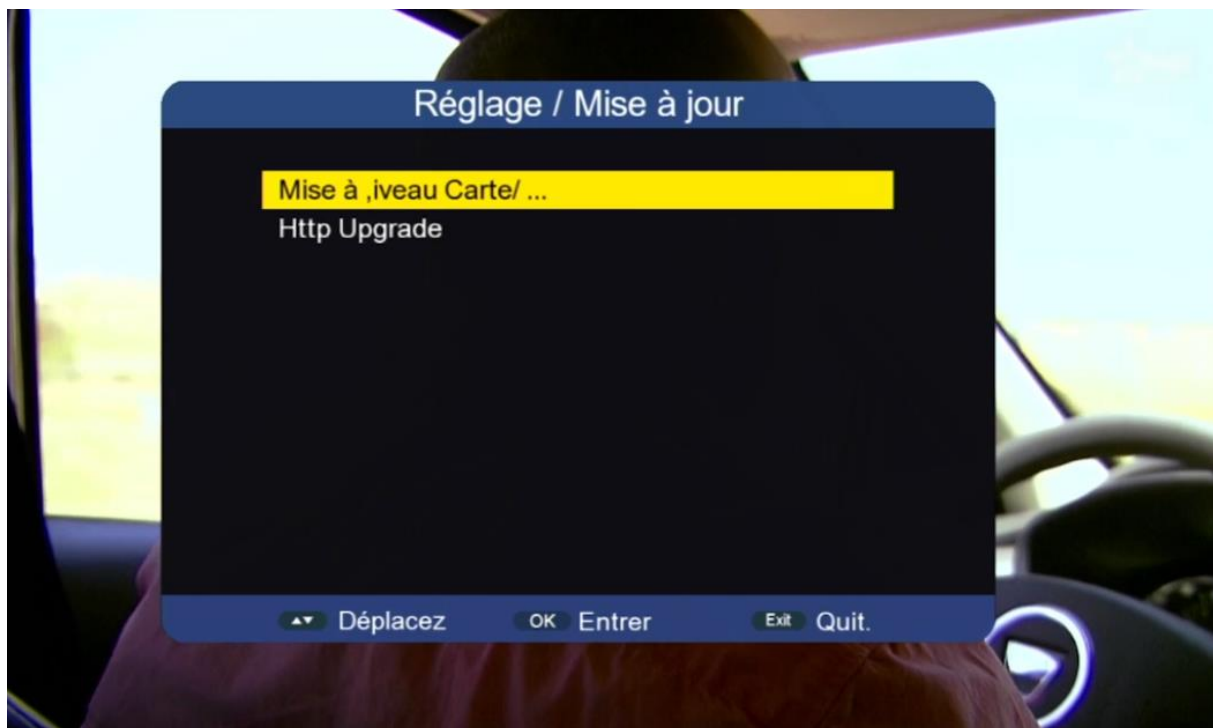 Réglage / Mise à jour
Mise à ,iveau Carte/ ...
Http Upgrade
Déplacez OK Entrer Exit Quit.